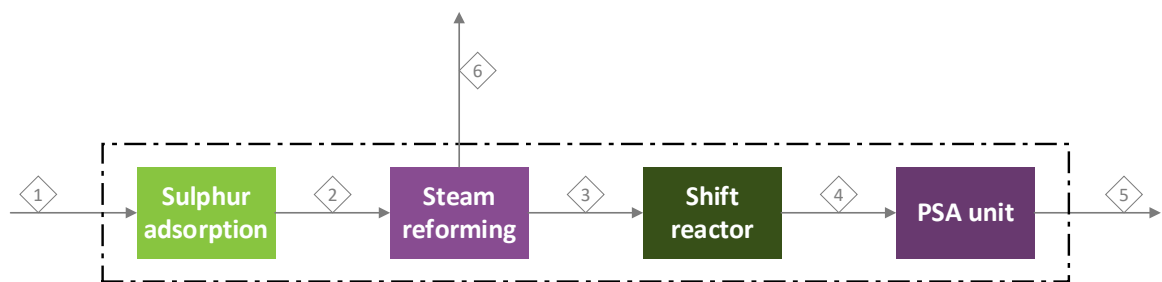 6
1
Sulphur
adsorption
2
Steam
reforming
3
Shift
reactor
4
PSA unit
5